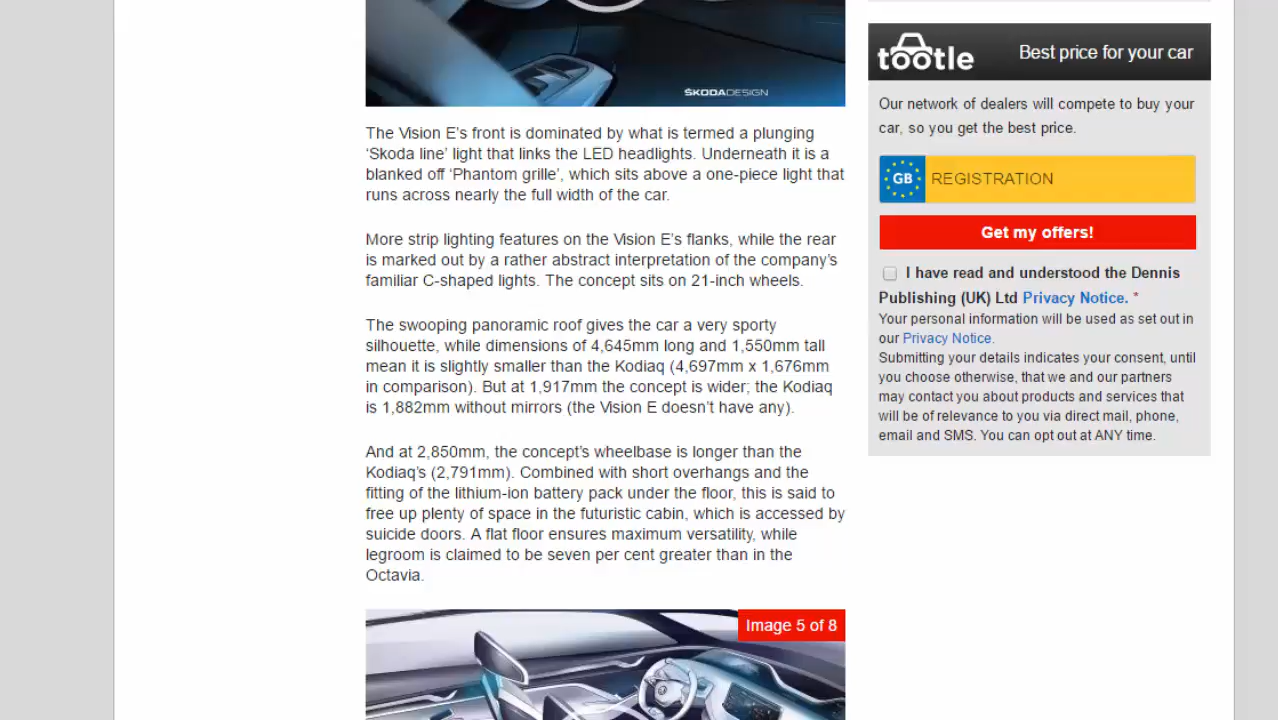 ŠKODADESIGN
The Vision E’s front is dominated by what is termed a plunging
‘Skoda line’ light that links the LED headlights. Underneath it is a
blanked off ‘Phantom grille’, which sits above a one-piece light that
runs across nearly the full width of the car.
More strip lighting features on the Vision E’s flanks, while the rear
is marked out by a rather abstract interpretation of the company’s
familiar C-shaped lights. The concept sits on 21-inch wheels.
The swooping panoramic roof gives the car a very sporty
silhouette, while dimensions of 4,645mm long and 1,550mm tall
mean it is slightly smaller than the Kodiaq (4,697mm x 1,676mm
in comparison). But at 1,917mm the concept is wider; the Kodiaq
is 1,882mm without mirrors (the Vision E doesn’t have any).
And at 2,850mm, the concept’s wheelbase is longer than the
Kodiaq’s (2,791mm). Combined with short overhangs and the
fitting of the lithium-ion battery pack under the floor, this is said to
free up plenty of space in the futuristic cabin, which is accessed by
suicide doors. A flat floor ensures maximum versatility, while
legroom is claimed to be seven per cent greater than in the
Octavia.
Image 5 of 8
tootle
Best price for your car
Our network of dealers will compete to buy your
car, so you get the best price.
GB REGISTRATION
Get my offers!
I have read and understood the Dennis
Publishing (UK) Ltd Privacy Notice. *
Your personal information will be used as set out in
our Privacy Notice.
Submitting your details indicates your consent, until
you choose otherwise, that we and our partners
may contact you about products and services that
will be of relevance to you via direct mail, phone,
email and SMS. You can opt out at ANY time.